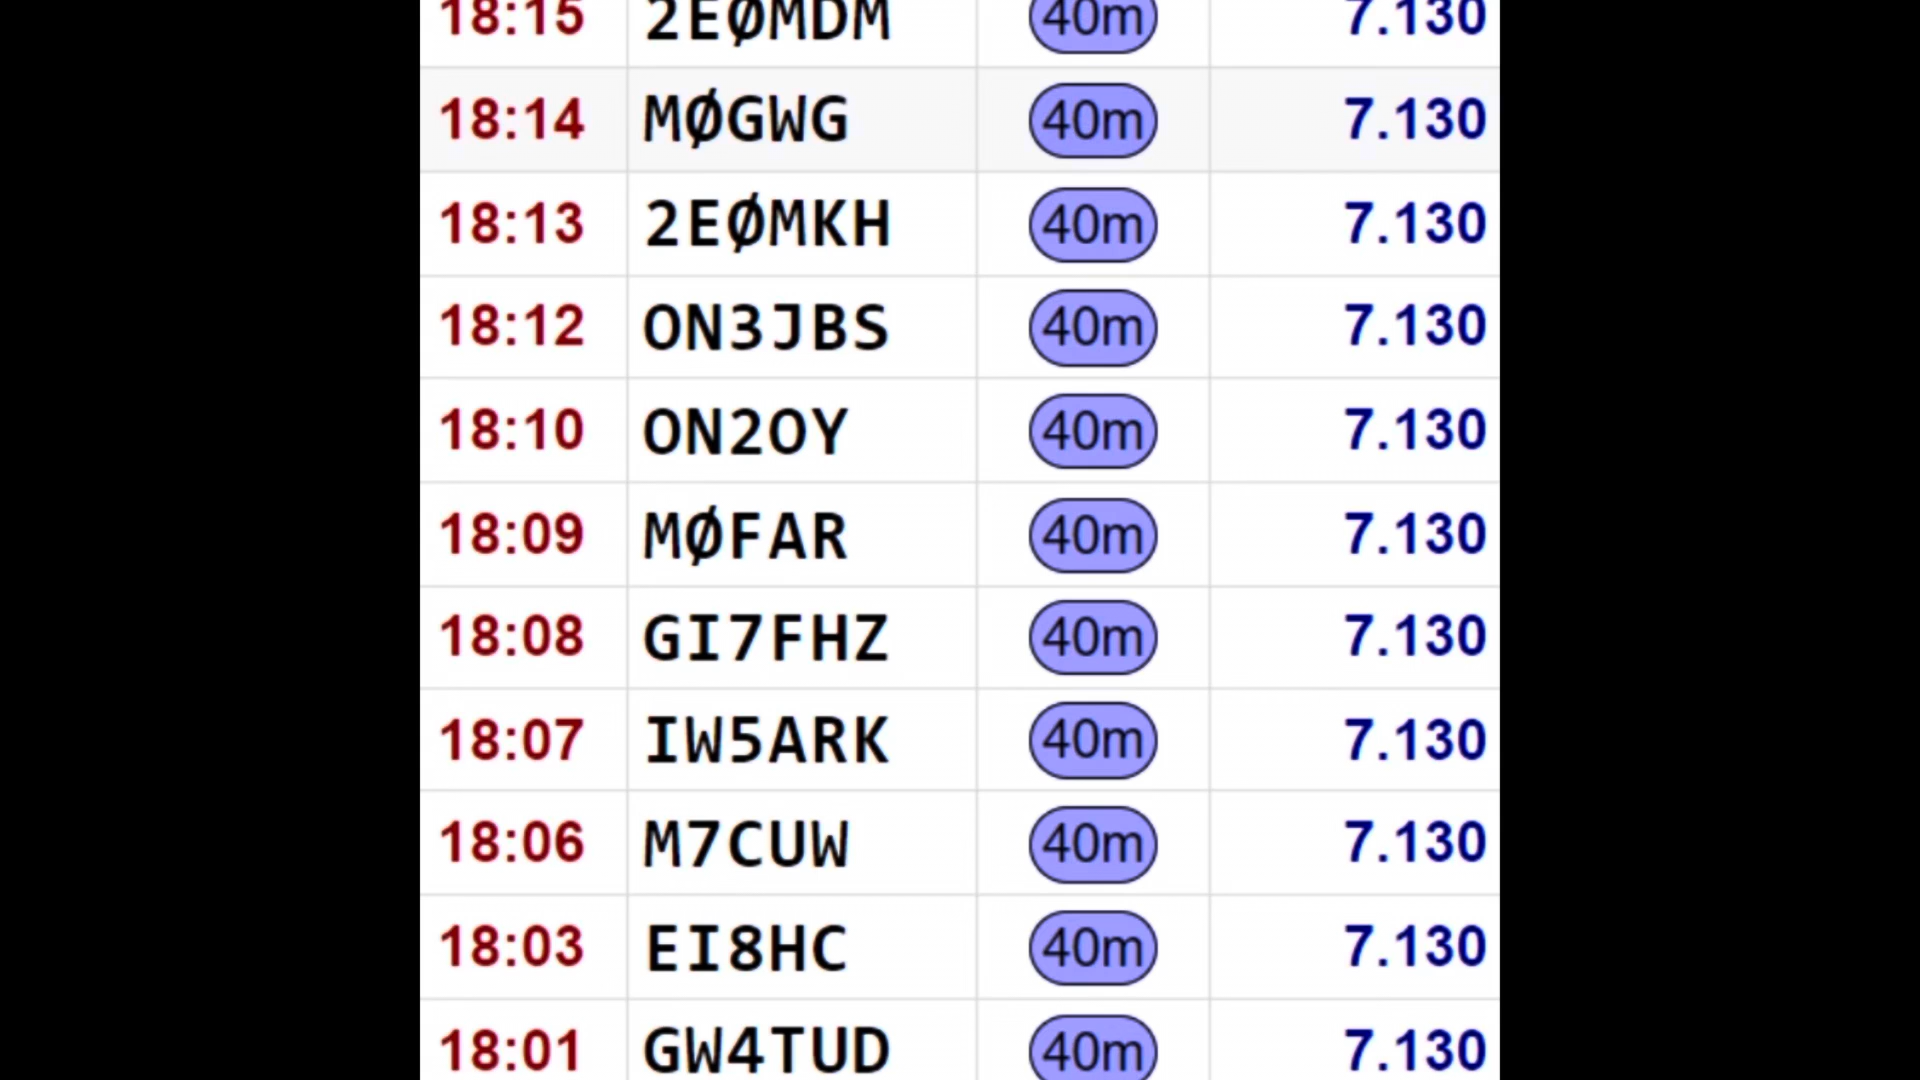 18:15 2EØMDM 40m 7.130
18:14 MØGWG 40m 7.130
18:13 2EØMKH 40m 7.130
18:12 ON3JBS 40m 7.130
18:10 ON2OY 40m 7.130
18:09 MØFAR 40m 7.130
18:08 GI7FHZ 40m 7.130
18:07 IW5ARK 40m 7.130
18:06 M7CUW 40m 7.130
18:03 EI8HC 40m 7.130
18:01 GW4TUD 40m 7.130